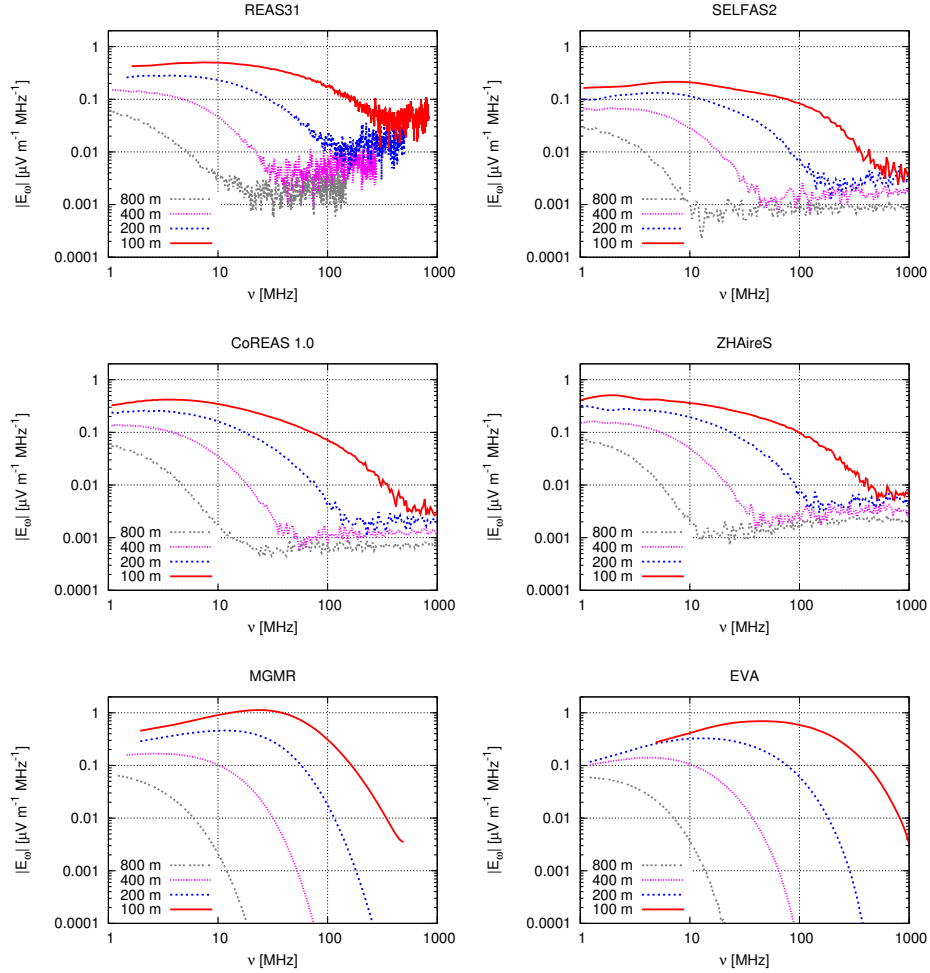 REAS31
|E_ω| [µV m⁻¹ MHz⁻¹]
1
0.1
0.01
0.001
0.0001
800 m
400 m
200 m
100 m
1 10 100 1000
ν [MHz]
SELFAS2
|E_ω| [µV m⁻¹ MHz⁻¹]
1
0.1
0.01
0.001
0.0001
800 m
400 m
200 m
100 m
1 10 100 1000
ν [MHz]
CoREAS 1.0
|E_ω| [µV m⁻¹ MHz⁻¹]
1
0.1
0.01
0.001
0.0001
800 m
400 m
200 m
100 m
1 10 100 1000
ν [MHz]
ZHAireS
|E_ω| [µV m⁻¹ MHz⁻¹]
1
0.1
0.01
0.001
0.0001
800 m
400 m
200 m
100 m
1 10 100 1000
ν [MHz]
MGMR
|E_ω| [µV m⁻¹ MHz⁻¹]
1
0.1
0.01
0.001
0.0001
800 m
400 m
200 m
100 m
1 10 100 1000
ν [MHz]
EVA
|E_ω| [µV m⁻¹ MHz⁻¹]
1
0.1
0.01
0.001
0.0001
800 m
400 m
200 m
100 m
1 10 100 1000
ν [MHz]